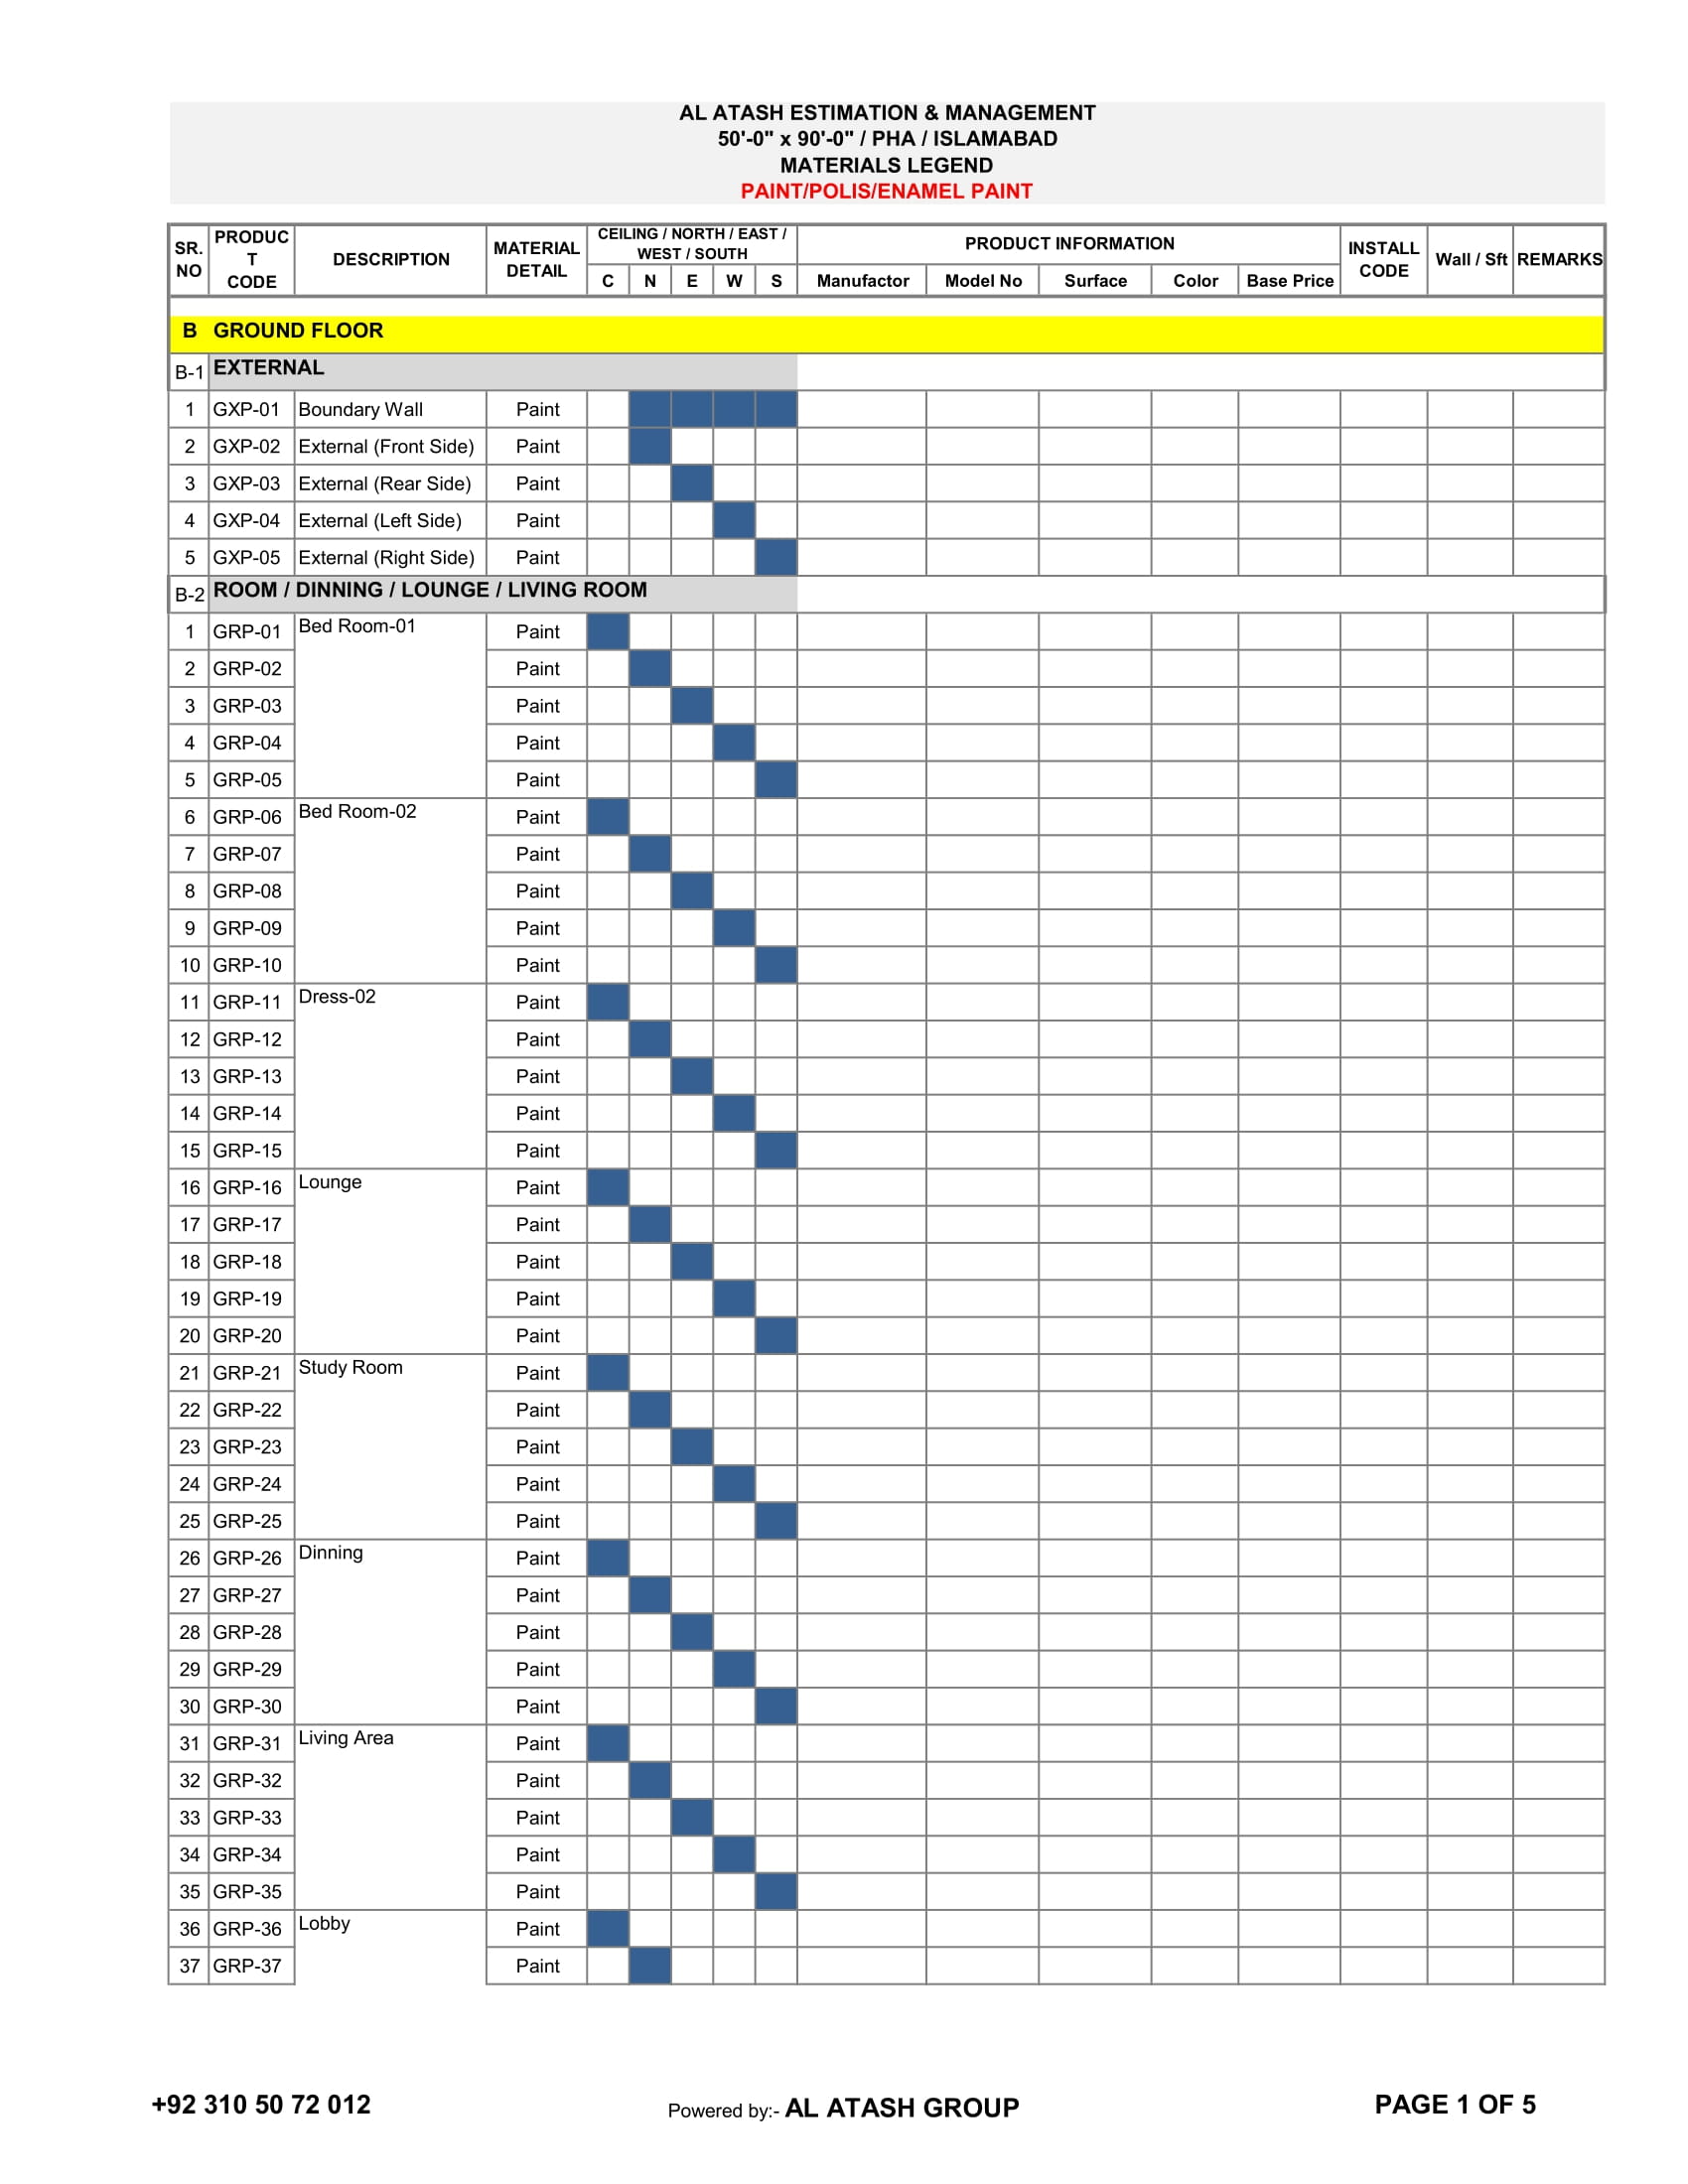 AL ATASH ESTIMATION & MANAGEMENT
50'-0" x 90'-0" / PHA / ISLAMABAD
MATERIALS LEGEND
PAINT/POLIS/ENAMEL PAINT
SR. NO PRODUC T CODE DESCRIPTION MATERIAL DETAIL CEILING / NORTH / EAST / WEST / SOUTH PRODUCT INFORMATION INSTALL CODE Wall / Sft REMARKS
C N E W S Manufactor Model No Surface Color Base Price
B GROUND FLOOR
B-1 EXTERNAL
1 GXP-01 Boundary Wall Paint
2 GXP-02 External (Front Side) Paint
3 GXP-03 External (Rear Side) Paint
4 GXP-04 External (Left Side) Paint
5 GXP-05 External (Right Side) Paint
B-2 ROOM / DINNING / LOUNGE / LIVING ROOM
1 GRP-01 Bed Room-01 Paint
2 GRP-02 Paint
3 GRP-03 Paint
4 GRP-04 Paint
5 GRP-05 Paint
6 GRP-06 Bed Room-02 Paint
7 GRP-07 Paint
8 GRP-08 Paint
9 GRP-09 Paint
10 GRP-10 Paint
11 GRP-11 Dress-02 Paint
12 GRP-12 Paint
13 GRP-13 Paint
14 GRP-14 Paint
15 GRP-15 Paint
16 GRP-16 Lounge Paint
17 GRP-17 Paint
18 GRP-18 Paint
19 GRP-19 Paint
20 GRP-20 Paint
21 GRP-21 Study Room Paint
22 GRP-22 Paint
23 GRP-23 Paint
24 GRP-24 Paint
25 GRP-25 Paint
26 GRP-26 Dinning Paint
27 GRP-27 Paint
28 GRP-28 Paint
29 GRP-29 Paint
30 GRP-30 Paint
31 GRP-31 Living Area Paint
32 GRP-32 Paint
33 GRP-33 Paint
34 GRP-34 Paint
35 GRP-35 Paint
36 GRP-36 Lobby Paint
37 GRP-37 Paint
+92 310 50 72 012 Powered by:- AL ATASH GROUP PAGE 1 OF 5